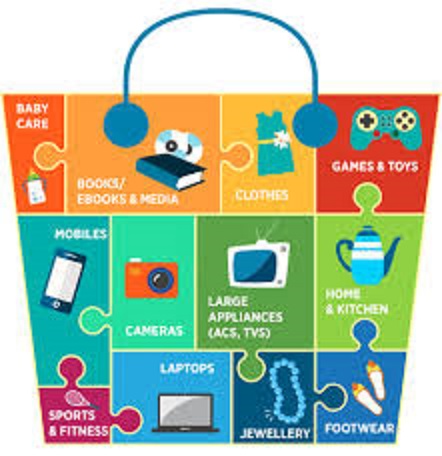 BABY
CARE
BOOKS/
EBOOKS & MEDIA
CLOTHES
GAMES & TOYS
MOBILES
CAMERAS
LARGE
APPLIANCES
(ACS, TVS)
HOME
& KITCHEN
SPORTS
& FITNESS
LAPTOPS
JEWELLERY
FOOTWEAR